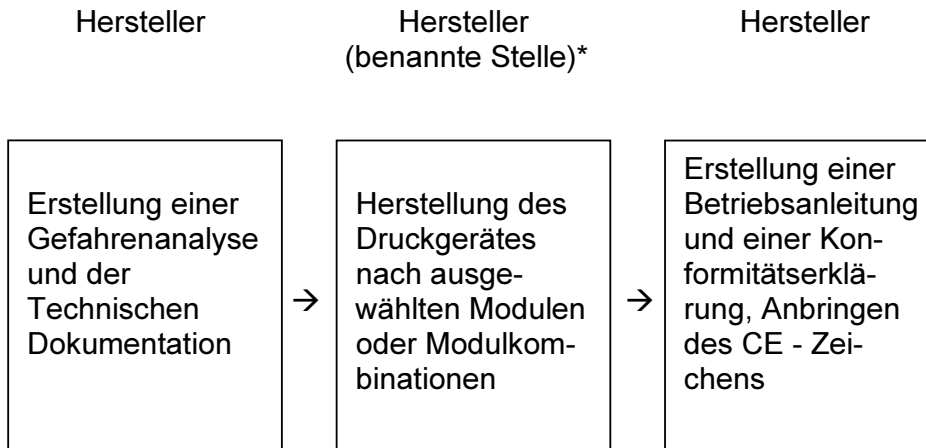 Hersteller
Hersteller
(benannte Stelle)*
Hersteller
Erstellung einer
Gefahrenanalyse
und der
Technischen
Dokumentation
→
Herstellung des
Druckgerätes
nach ausge-
wählten Modulen
oder Modulkom-
binationen
→
Erstellung einer
Betriebsanleitung
und einer Kon-
formitätserklä-
rung, Anbringen
des CE - Zei-
chens